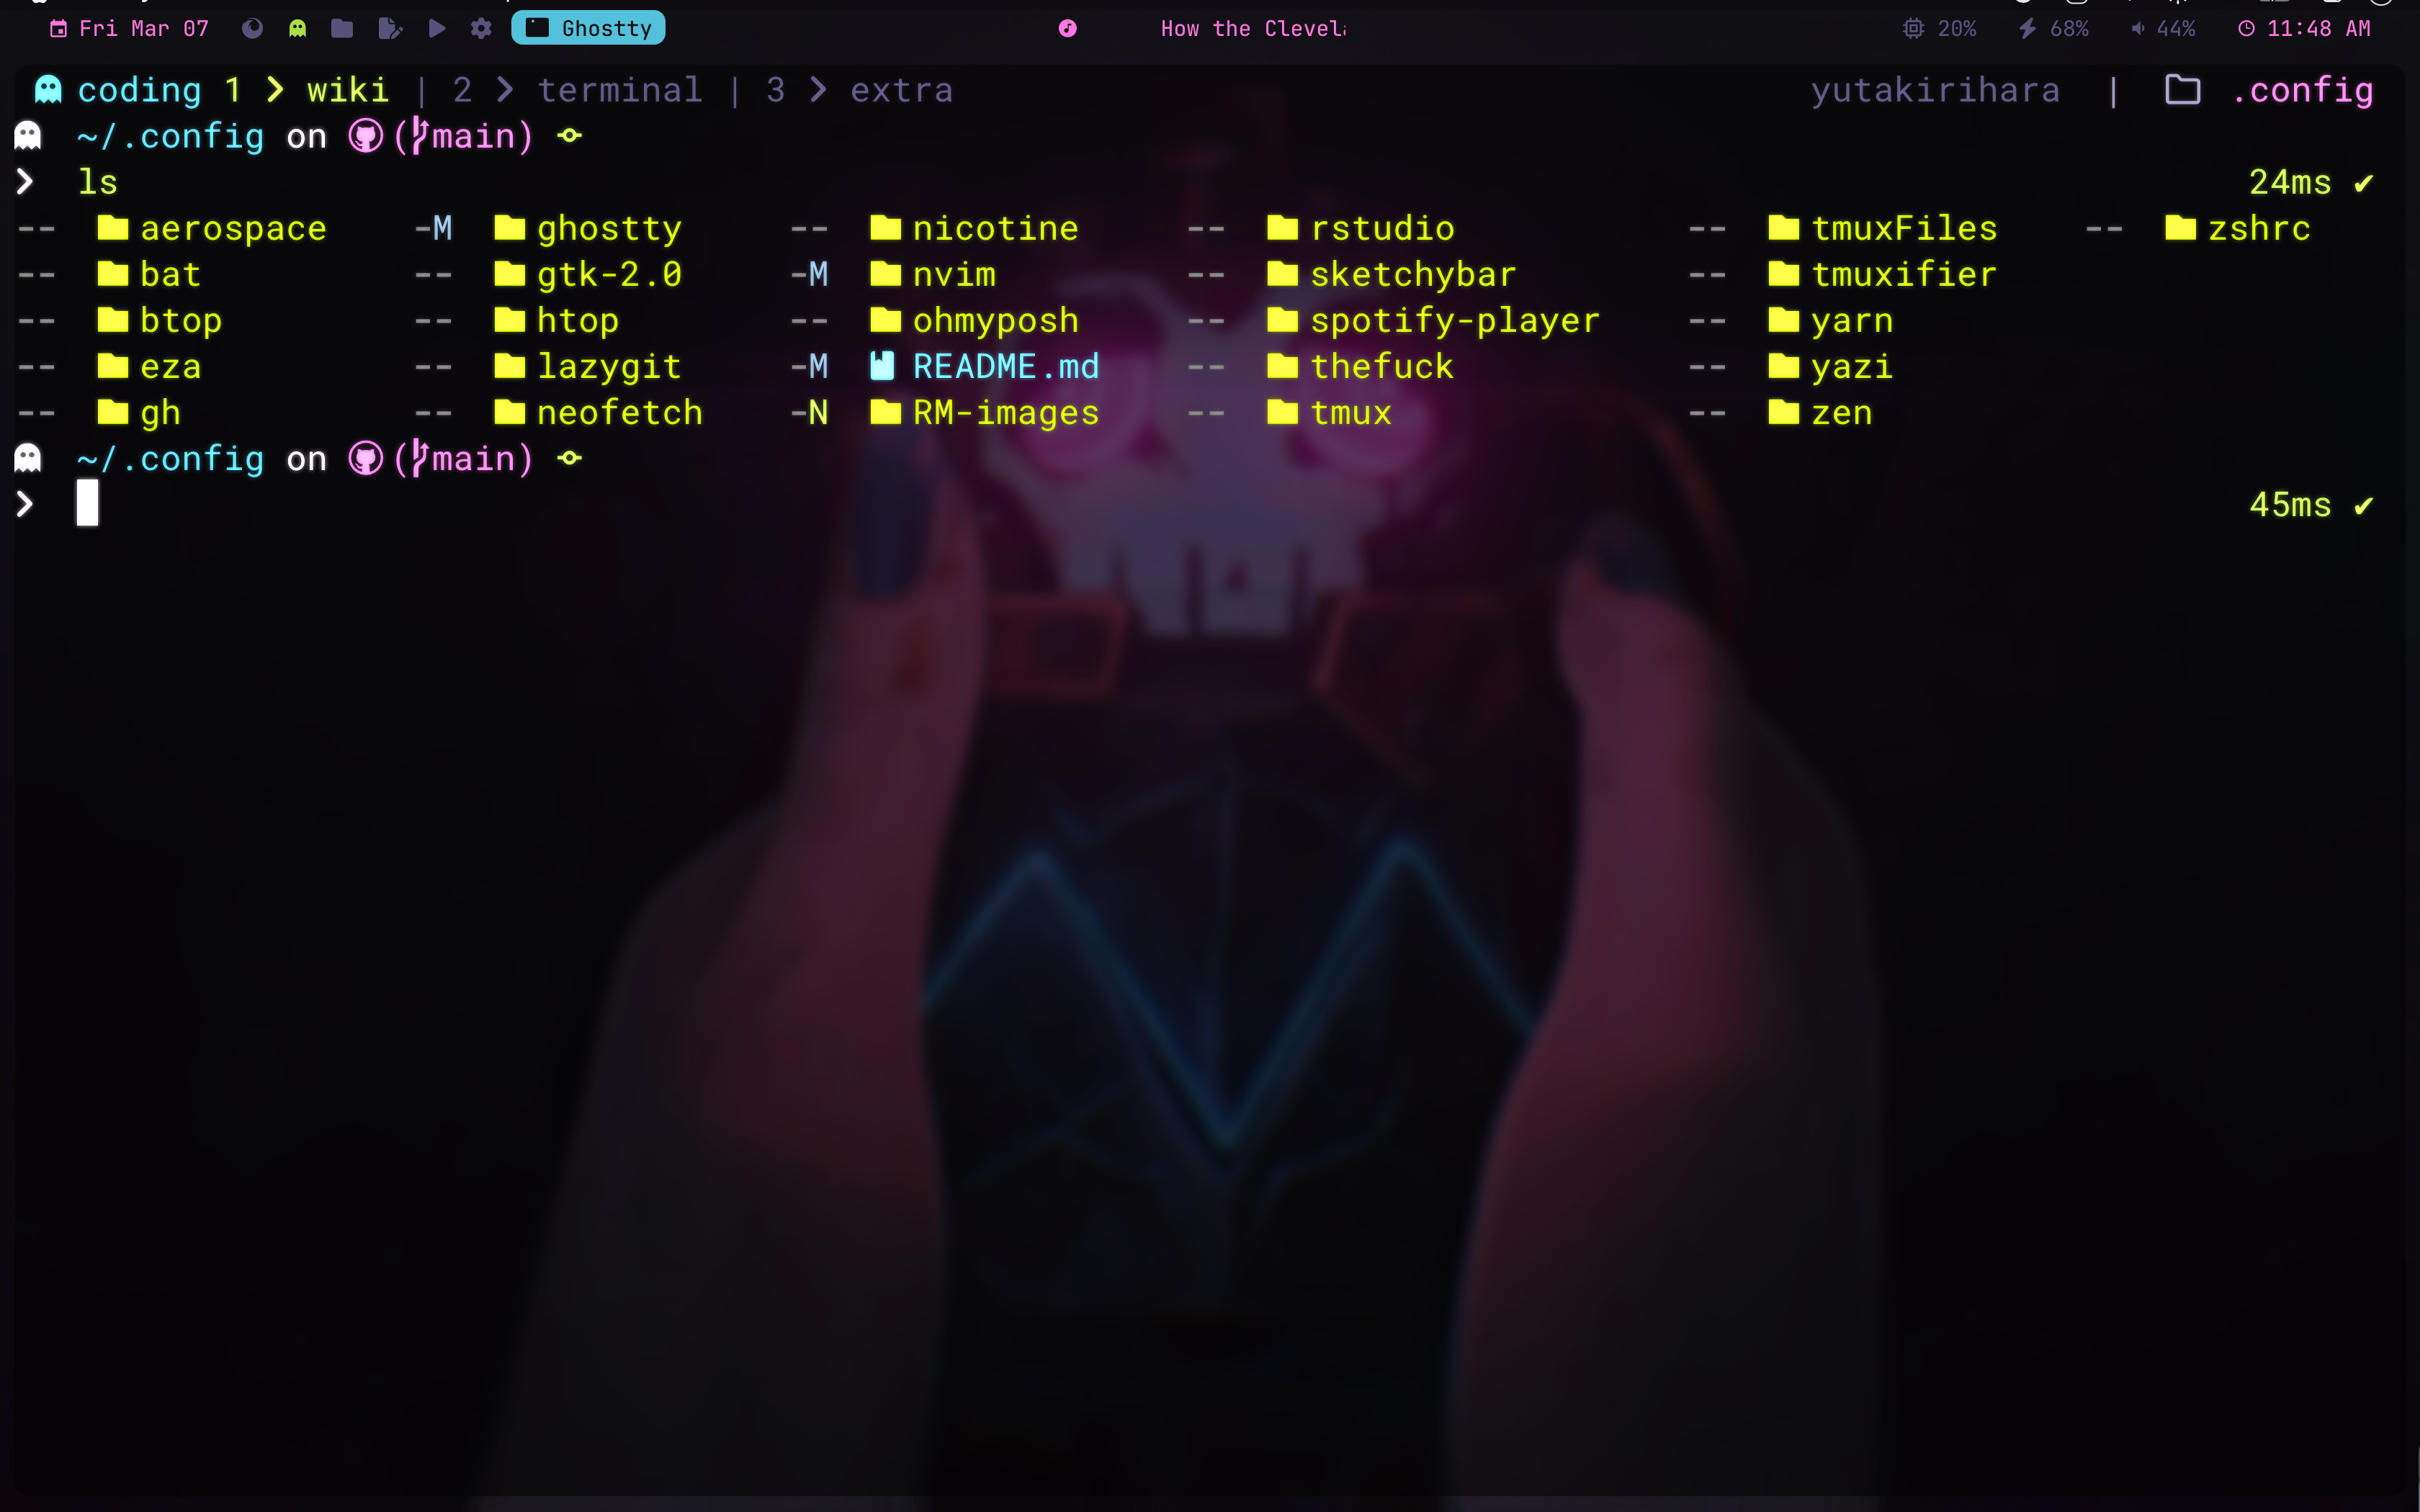 Fri Mar 07 Ghostty How the Clevel 20% 68% 44% 11:48 AM
coding 1 > wiki | 2 > terminal | 3 > extra yutakirihara | .config
~/.config on (main)
> ls 24ms ✔
-- aerospace -M ghostty -- nicotine -- rstudio -- tmuxFiles -- zshrc
-- bat -- gtk-2.0 -M nvim -- sketchybar -- tmuxifier
-- btop -- htop -- ohmyposh -- spotify-player -- yarn
-- eza -- lazygit -M README.md -- thefuck -- yazi
-- gh -- neofetch -N RM-images -- tmux -- zen
~/.config on (main)
> 45ms ✔